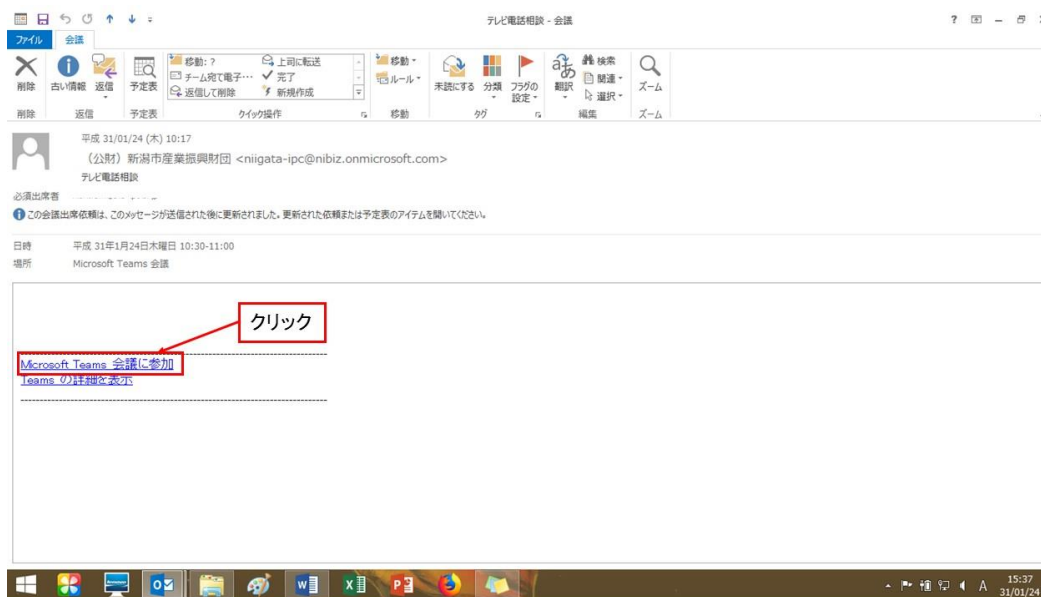 テレビ電話相談 - 会議
ファイル 会議
移動: ? 上司に転送
チーム宛て電子… 完了
返信して削除 新規作成
削除 古い情報 返信 予定表 移動 ルール 未読にする 分類 フラグの設定 翻訳 検索 関連 選択 ズーム
削除 返信 予定表 クイック操作 移動 タグ 編集 ズーム
平成 31/01/24 (木) 10:17
(公財) 新潟市産業振興財団 <niigata-ipc@nibiz.onmicrosoft.com>
テレビ電話相談
必須出席者
この会議出席依頼は、このメッセージが送信された後に更新されました。更新された依頼または予定表のアイテムを開いてください。
日時 平成 31年1月24日木曜日 10:30-11:00
場所 Microsoft Teams 会議
クリック
Microsoft Teams 会議に参加
Teams の詳細を表示
A 15:37
31/01/24